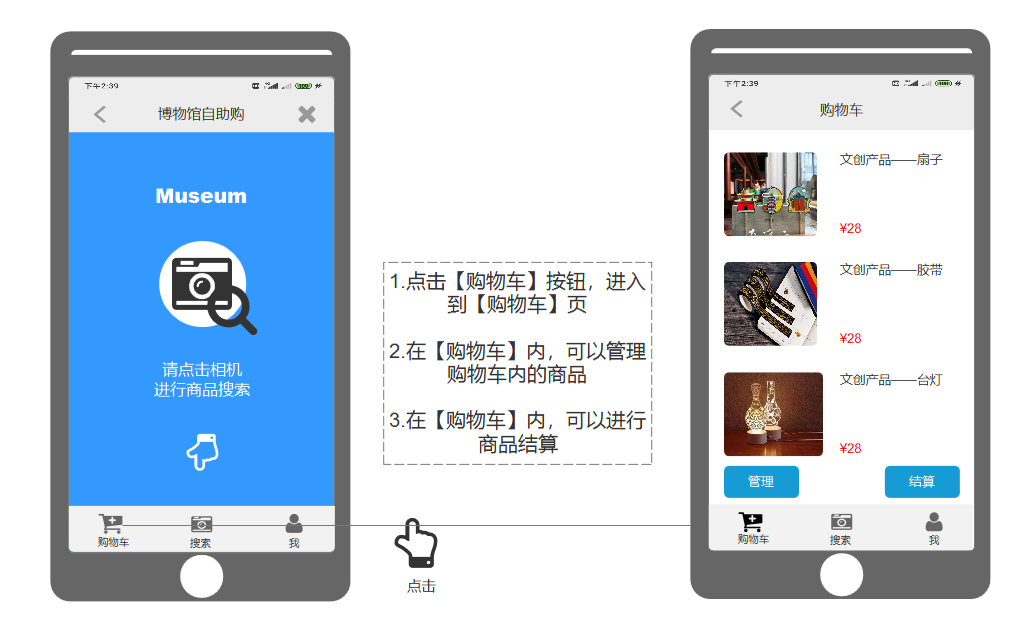 下午2:39
博物馆自助购
Museum
请点击相机
进行商品搜索
购物车
搜索
我
1.点击【购物车】按钮，进入
到【购物车】页
2.在【购物车】内，可以管理
购物车内的商品
3.在【购物车】内，可以进行
商品结算
点击
下午2:39
购物车
文创产品——扇子
¥28
文创产品——胶带
¥28
文创产品——台灯
¥28
管理
结算
购物车
搜索
我